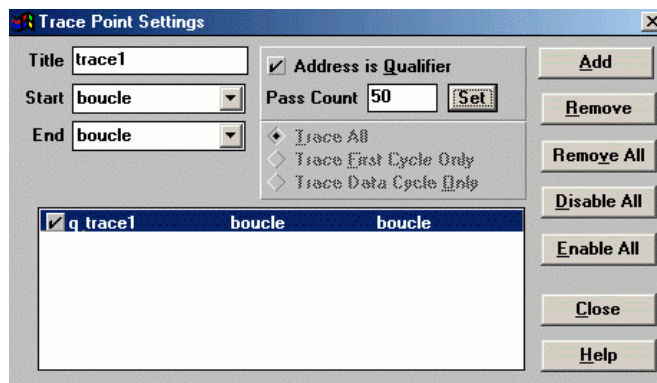 Trace Point Settings
Title trace1
Start boucle
End boucle
Address is Qualifier
Pass Count 50 Set
Trace All
Trace First Cycle Only
Trace Data Cycle Only
q trace1 boucle boucle
Add
Remove
Remove All
Disable All
Enable All
Close
Help